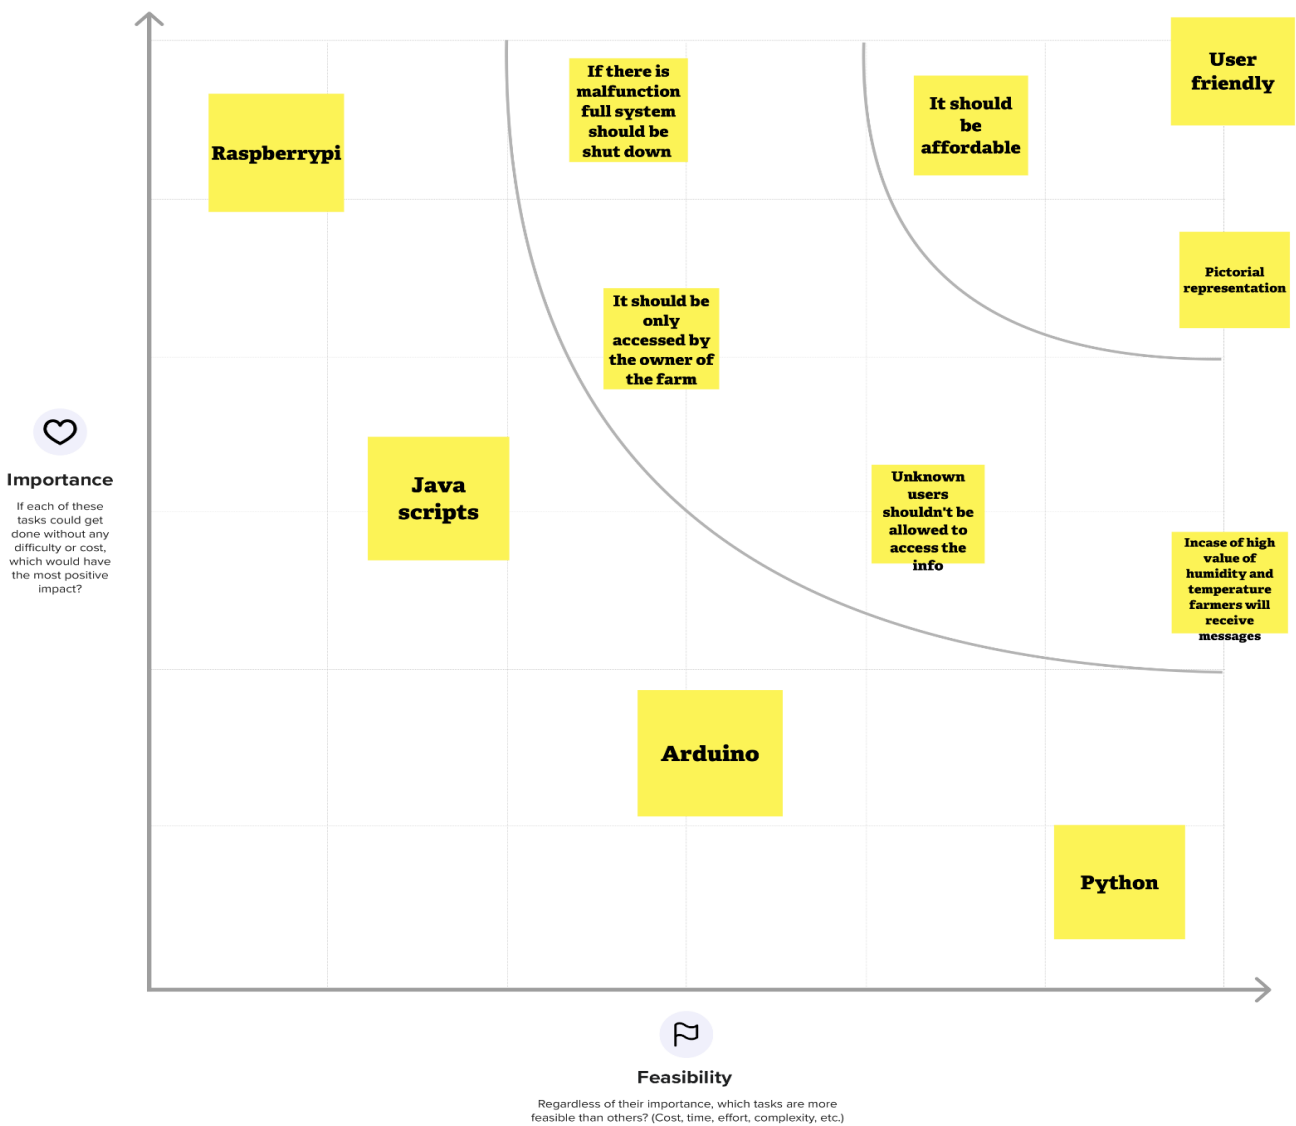 User
friendly
If there is
malfunction
full system
should be
shut down
It should
be
affordable
Raspberrypi
Pictorial
representation
It should be
only
accessed by
the owner of
the farm
Java
scripts
Unknown
users
shouldn't be
allowed to
access the
info
Importance
If each of these
tasks could get
done without any
difficulty or cost,
which would have
the most positive
impact?
Incase of high
value of
humidity and
temperature
farmers will
receive
messages
Arduino
Python
Feasibility
Regardless of their importance, which tasks are more
feasible than others? (Cost, time, effort, complexity, etc.)